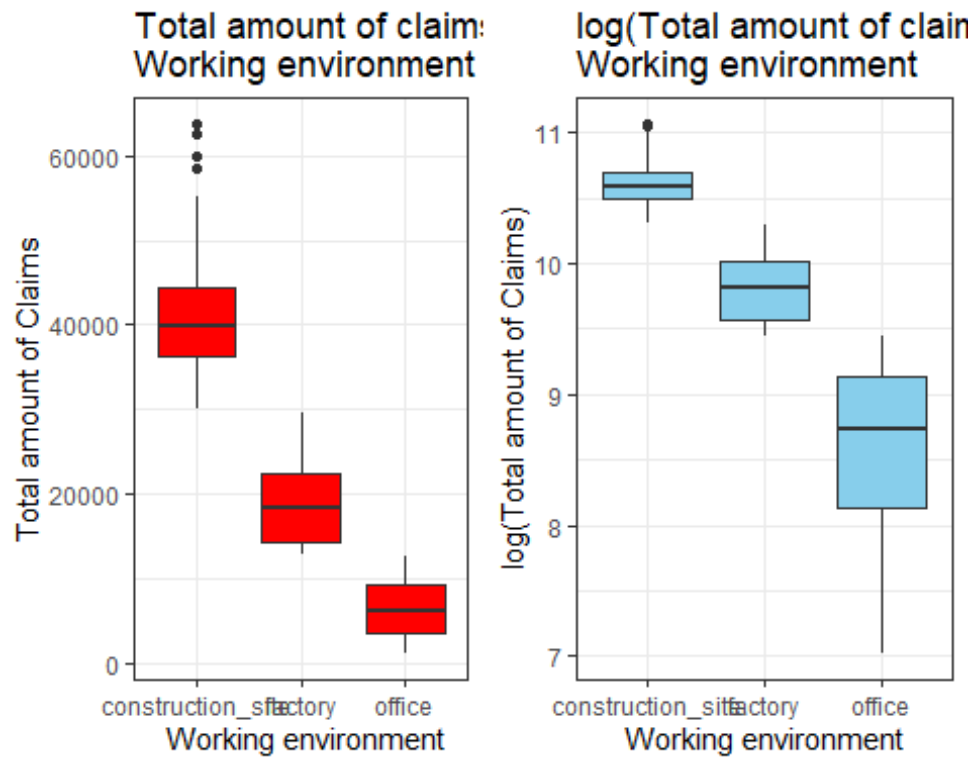 Total amount of claims
Working environment
Total amount of Claims
60000
40000
20000
0
construction_site factory office
Working environment
log(Total amount of claim
Working environment
log(Total amount of Claims)
11
10
9
8
7
construction_site factory office
Working environment